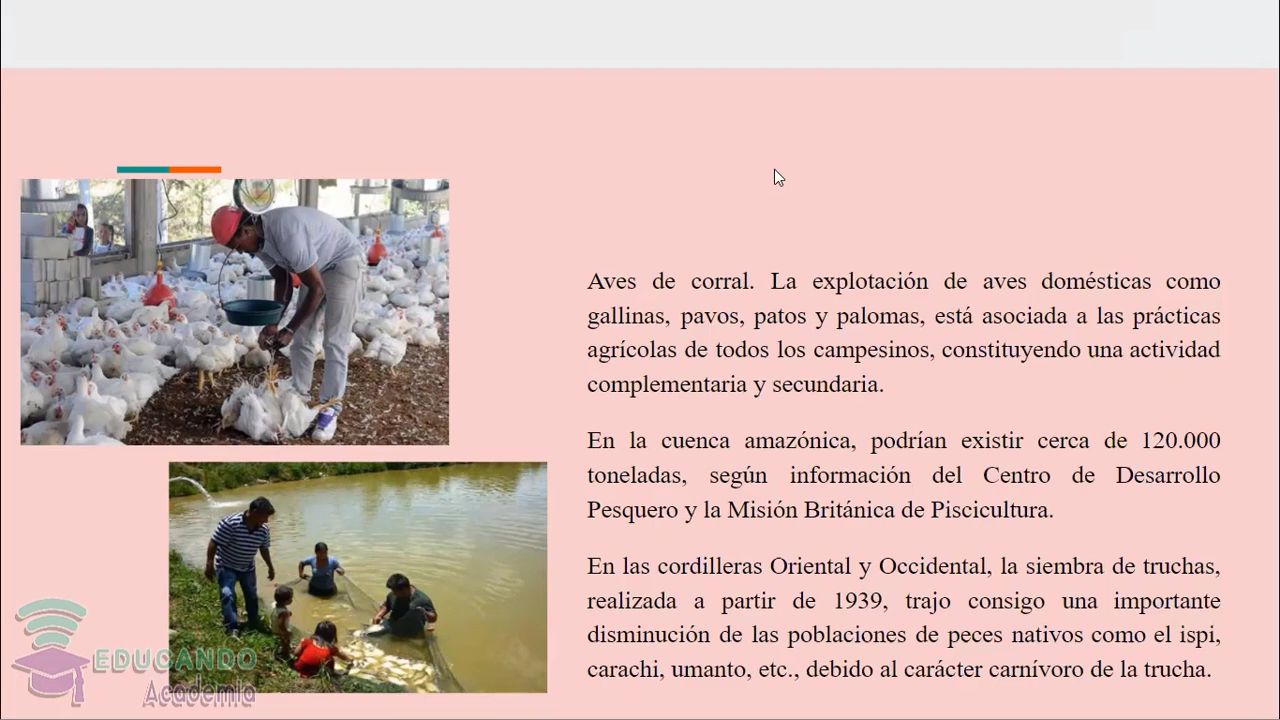 Aves de corral. La explotación de aves domésticas como
gallinas, pavos, patos y palomas, está asociada a las prácticas
agrícolas de todos los campesinos, constituyendo una actividad
complementaria y secundaria.
En la cuenca amazónica, podrían existir cerca de 120.000
toneladas, según información del Centro de Desarrollo
Pesquero y la Misión Británica de Piscicultura.
En las cordilleras Oriental y Occidental, la siembra de truchas,
realizada a partir de 1939, trajo consigo una importante
disminución de las poblaciones de peces nativos como el ispi,
carachi, umanto, etc., debido al carácter carnívoro de la trucha.
EDUCANDO
Academia